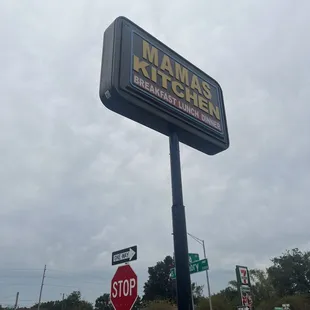 MAMAS
KITCHEN
BREAKFAST LUNCH DINNER
ONE WAY
STOP